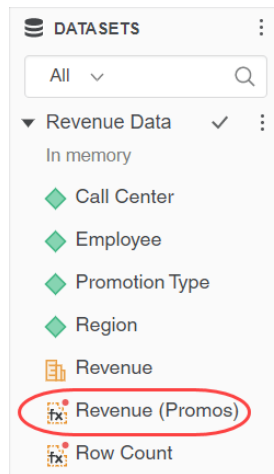 DATASETS
All
Revenue Data
In memory
Call Center
Employee
Promotion Type
Region
Revenue
fx Revenue (Promos)
fx Row Count